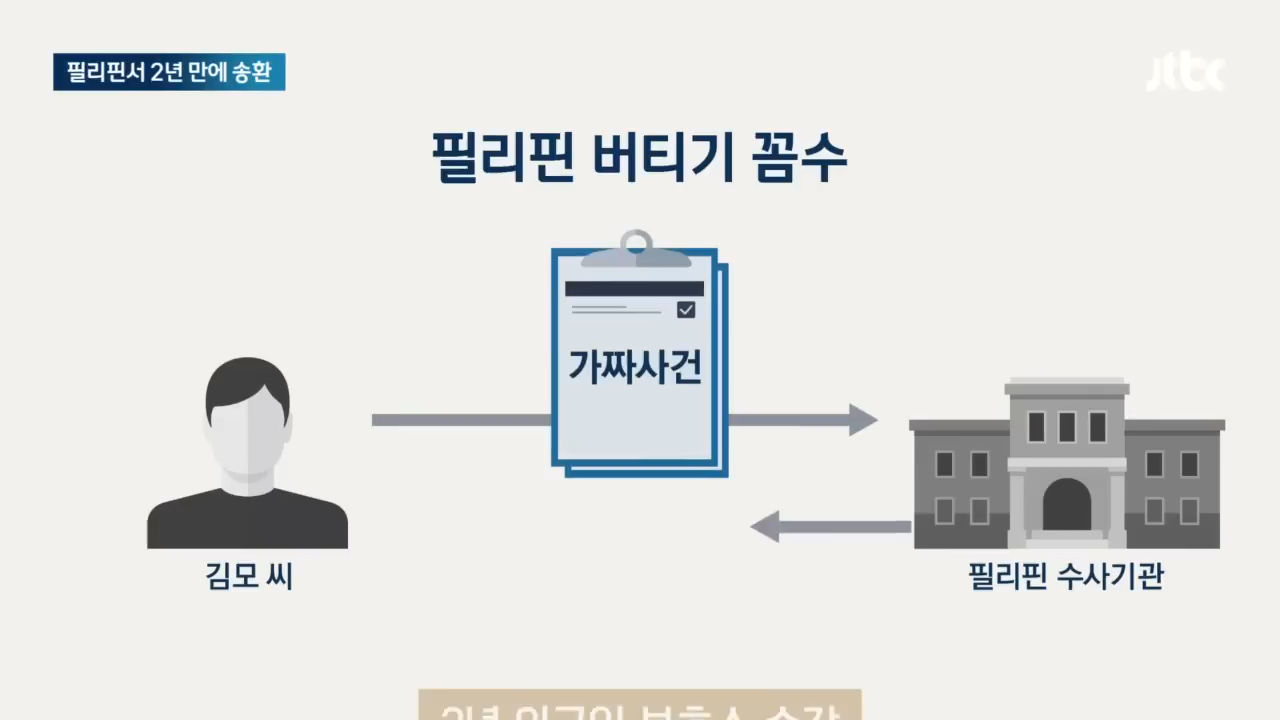 필리핀서 2년 만에 송환
jtbc
필리핀 버티기 꼼수
가짜사건
김모 씨
필리핀 수사기관